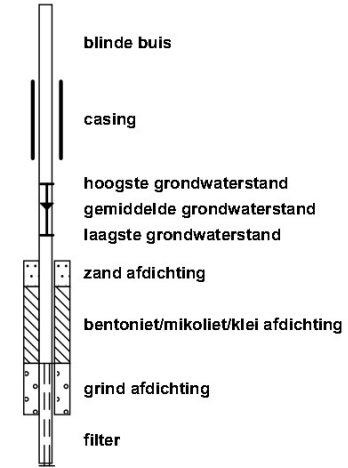 blinde buis
casing
hoogste grondwaterstand
gemiddelde grondwaterstand
laagste grondwaterstand
zand afdichting
bentoniet/mikoliet/klei afdichting
grind afdichting
filter